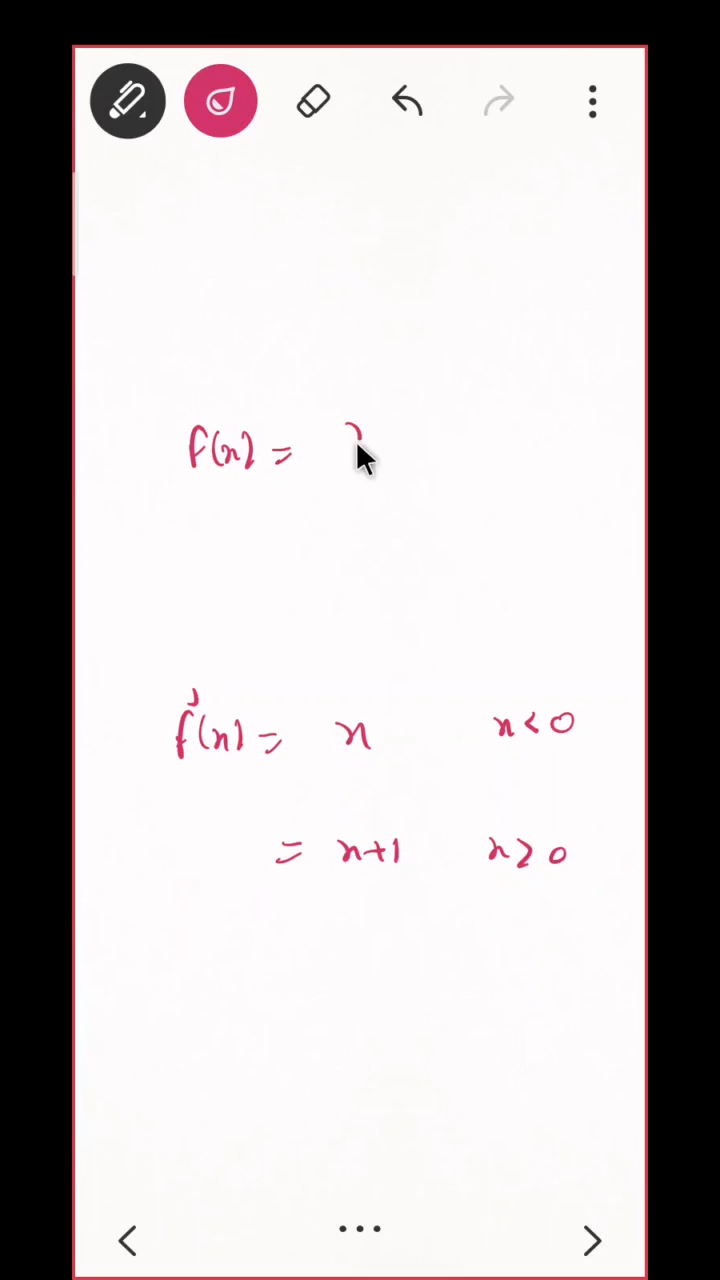 f(x) =
f'(x) = x x < 0
= x+1 x > 0